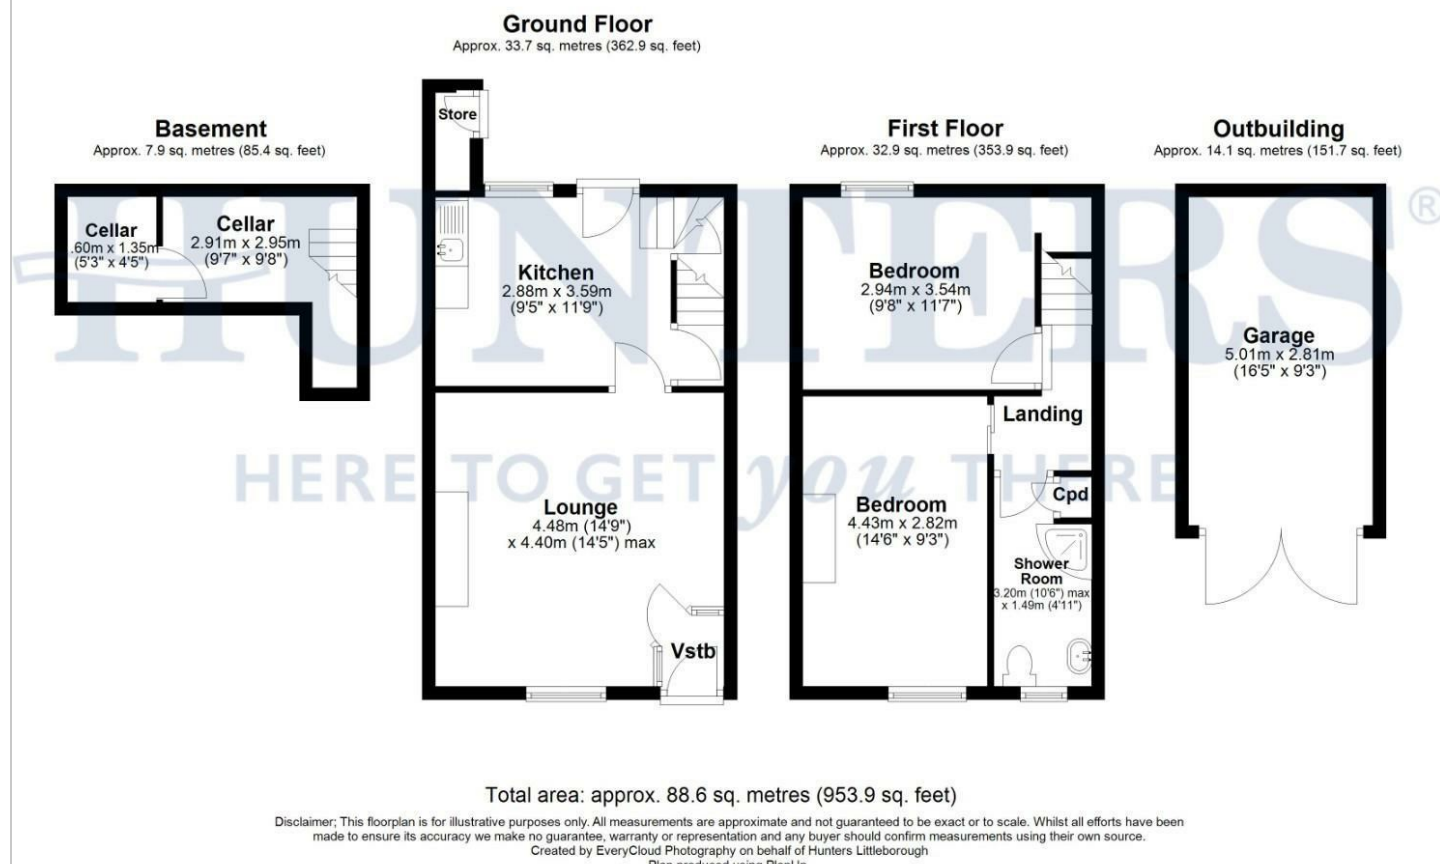 Ground Floor
Approx. 33.7 sq. metres (362.9 sq. feet)
Store
Kitchen
2.88m x 3.59m
(9'5" x 11'9")
Lounge
4.48m (14'9")
x 4.40m (14'5") max
Vstb
Basement
Approx. 7.9 sq. metres (85.4 sq. feet)
Cellar
.60m x 1.35m
(5'3" x 4'5")
Cellar
2.91m x 2.95m
(9'7" x 9'8")
First Floor
Approx. 32.9 sq. metres (353.9 sq. feet)
Bedroom
2.94m x 3.54m
(9'8" x 11'7")
Landing
Bedroom
4.43m x 2.82m
(14'6" x 9'3")
Cpd
Shower
Room
3.20m (10'6") max
x 1.49m (4'11")
Outbuilding
Approx. 14.1 sq. metres (151.7 sq. feet)
Garage
5.01m x 2.81m
(16'5" x 9'3")
HUNTERS®
HERE TO GET you THERE
Total area: approx. 88.6 sq. metres (953.9 sq. feet)
Disclaimer; This floorplan is for illustrative purposes only. All measurements are approximate and not guaranteed to be exact or to scale. Whilst all efforts have been
made to ensure its accuracy we make no guarantee, warranty or representation and any buyer should confirm measurements using their own source.
Created by EveryCloud Photography on behalf of Hunters Littleborough
Plan produced using PlanUp.